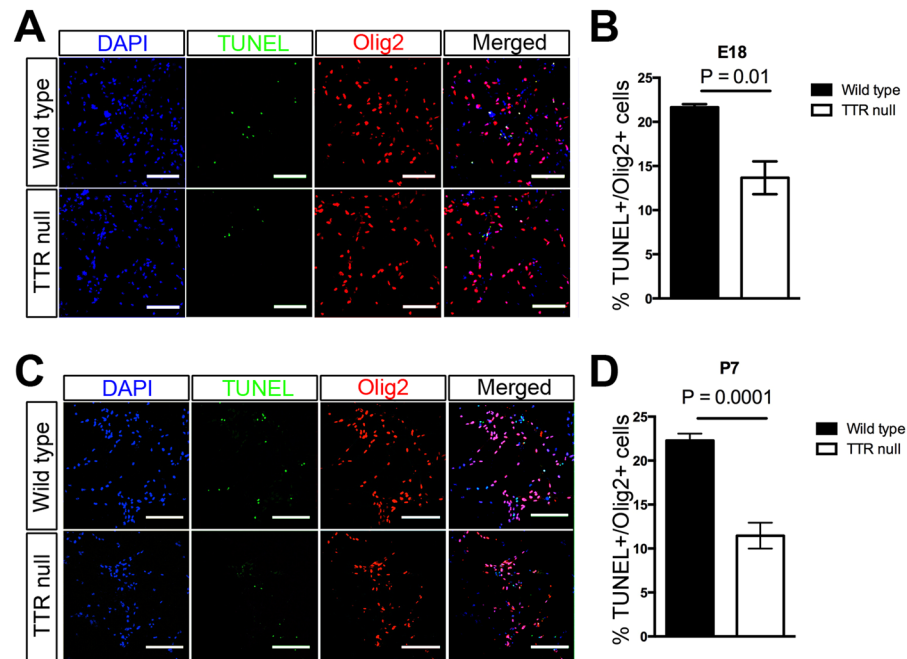 A
DAPI TUNEL Olig2 Merged
Wild type
TTR null
B
E18
P = 0.01
% TUNEL+/Olig2+ cells
25
20
15
10
5
0
Wild type
TTR null
C
DAPI TUNEL Olig2 Merged
Wild type
TTR null
D
P7
P = 0.0001
% TUNEL+/Olig2+ cells
25
20
15
10
5
0
Wild type
TTR null